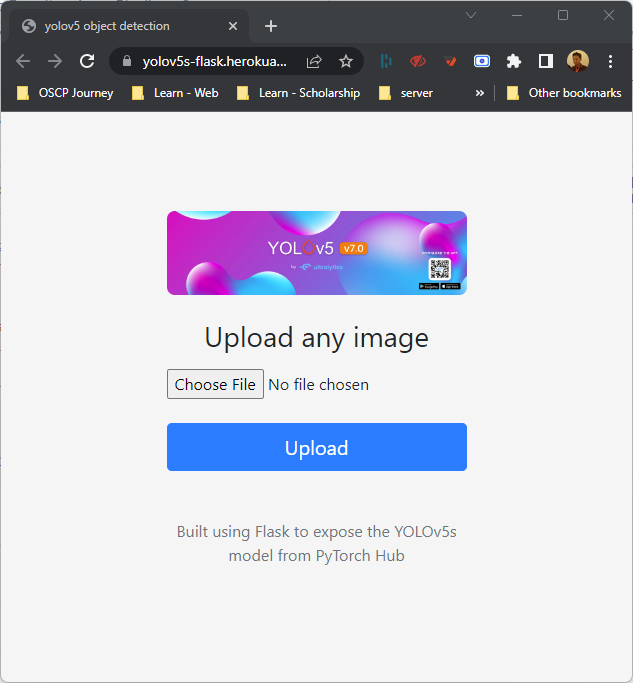 yolov5 object detection
yolov5s-flask.herokua...
OSCP Journey
Learn - Web
Learn - Scholarship
server
»
Other bookmarks
YOLOv5 v7.0
by ultralytics
Upload any image
Choose File No file chosen
Upload
Built using Flask to expose the YOLOv5s
model from PyTorch Hub